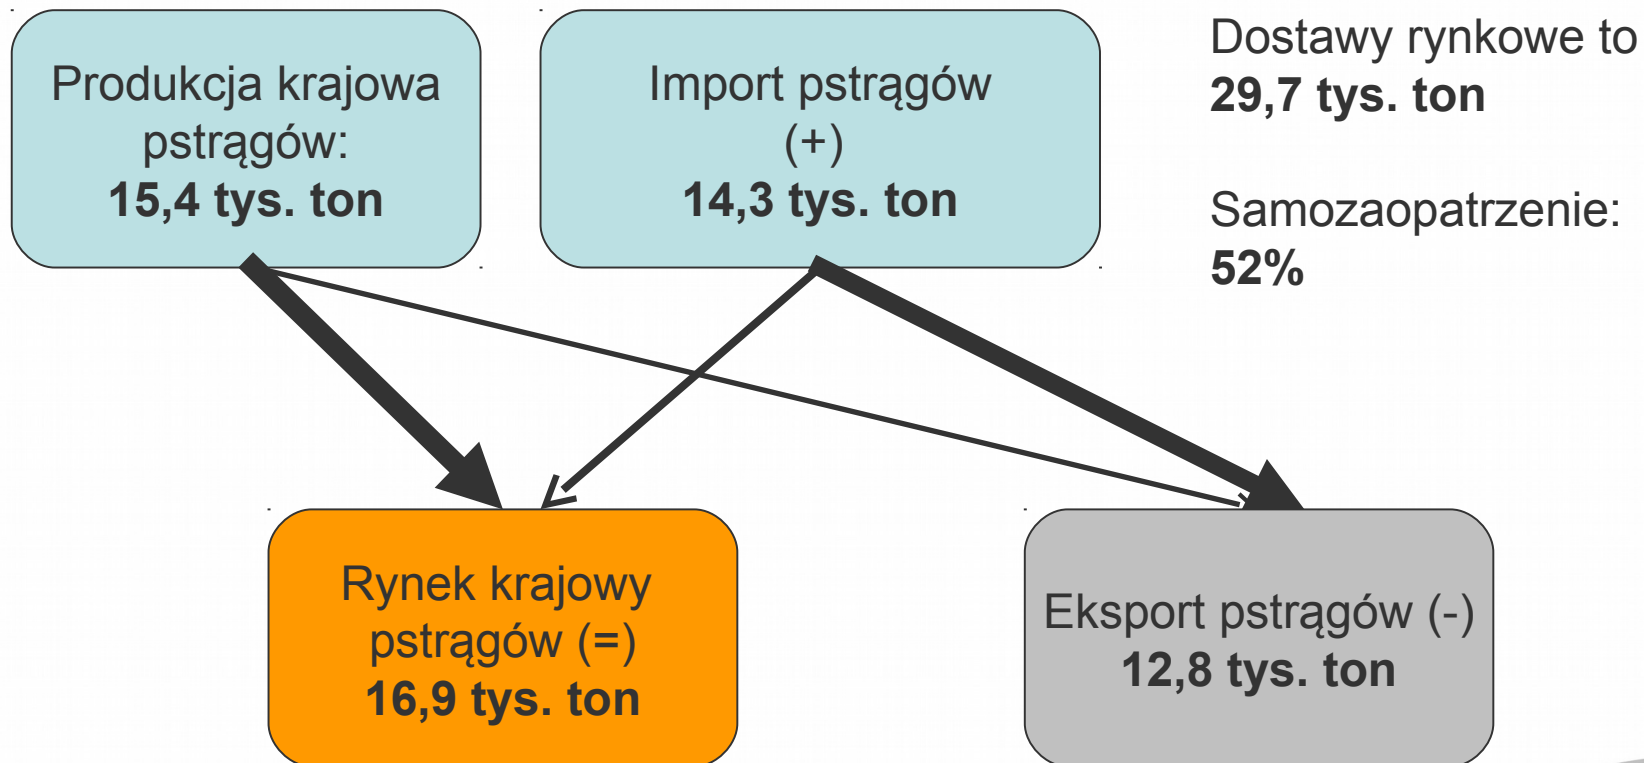 Produkcja krajowa
pstrągów:
15,4 tys. ton
Import pstrągów
(+)
14,3 tys. ton
Dostawy rynkowe to
29,7 tys. ton
Samozaopatrzenie:
52%
Rynek krajowy
pstrągów (=)
16,9 tys. ton
Eksport pstrągów (-)
12,8 tys. ton